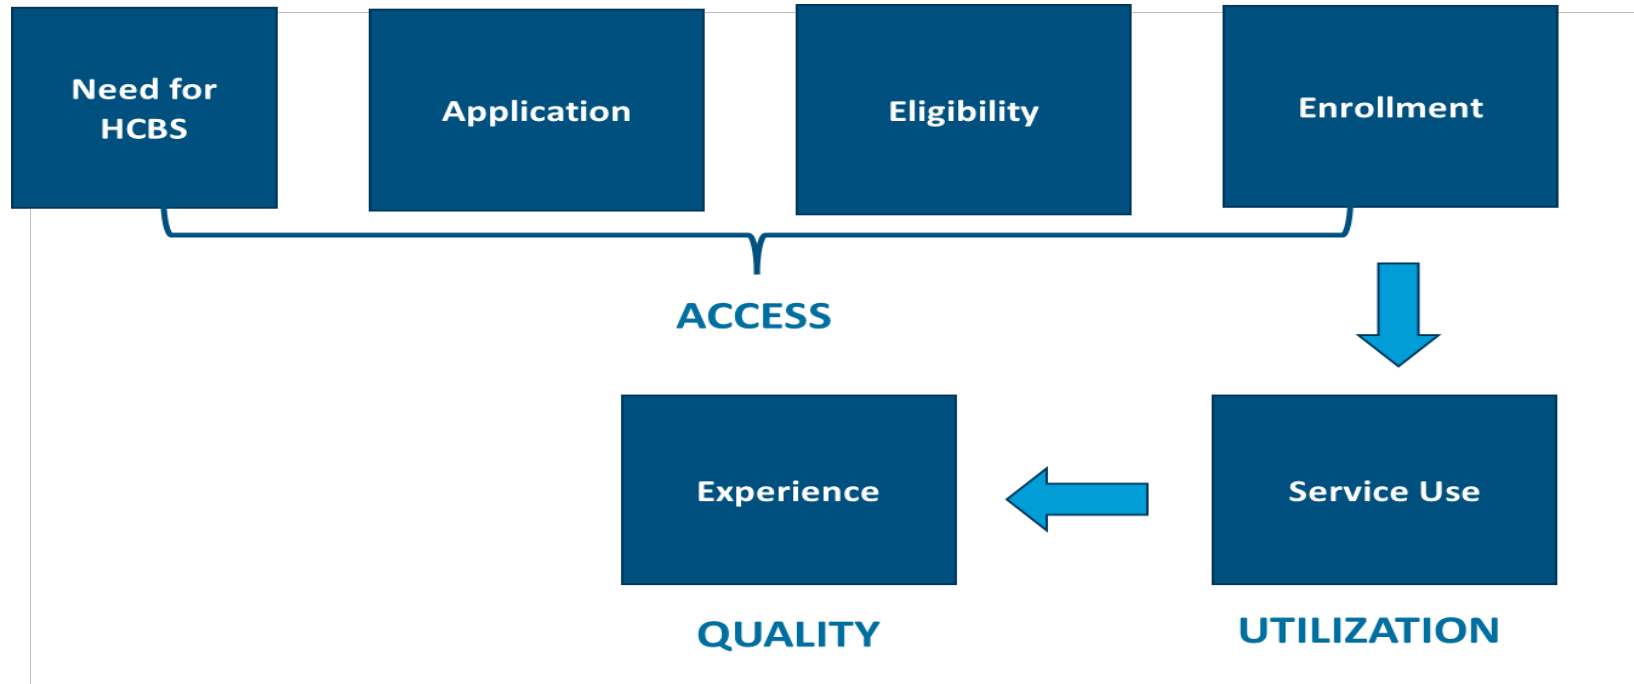 Need for
HCBS
Application
Eligibility
Enrollment
ACCESS
Experience
Service Use
QUALITY
UTILIZATION